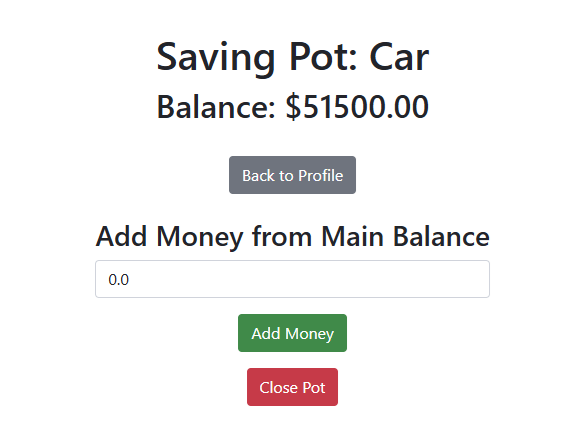 Saving Pot: Car
Balance: $51500.00
Back to Profile
Add Money from Main Balance
0.0
Add Money
Close Pot